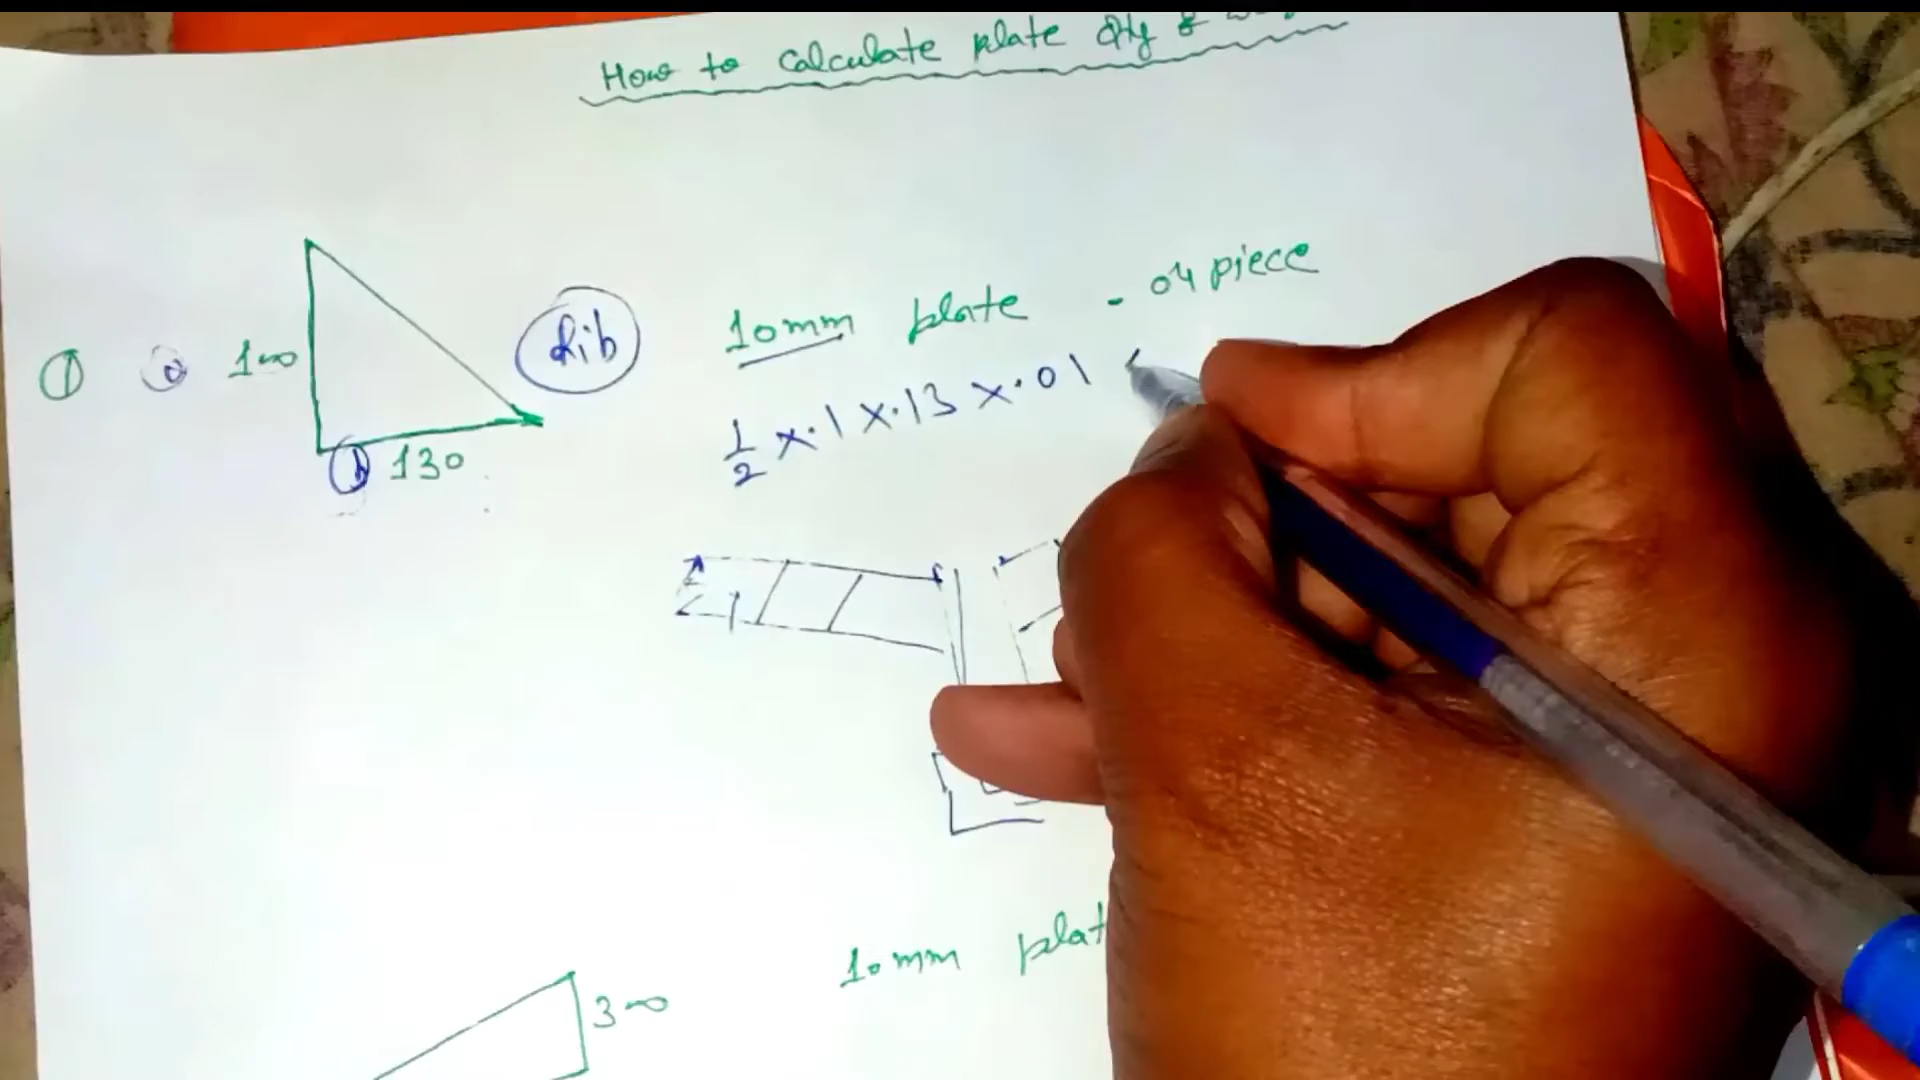 How to Calculate plate Qty &
① a 100
Rib
10mm plate - 04 piece
1/2 x .1 x .13 x .01
b 130
10mm plat
300